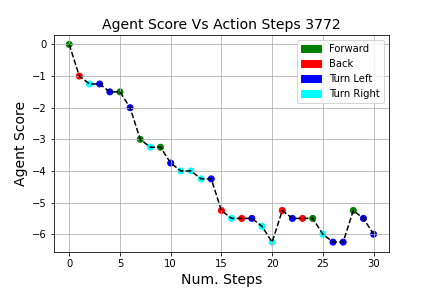 Agent Score Vs Action Steps 3772
Forward
Back
Turn Left
Turn Right
Agent Score
0
−1
−2
−3
−4
−5
−6
0 5 10 15 20 25 30
Num. Steps